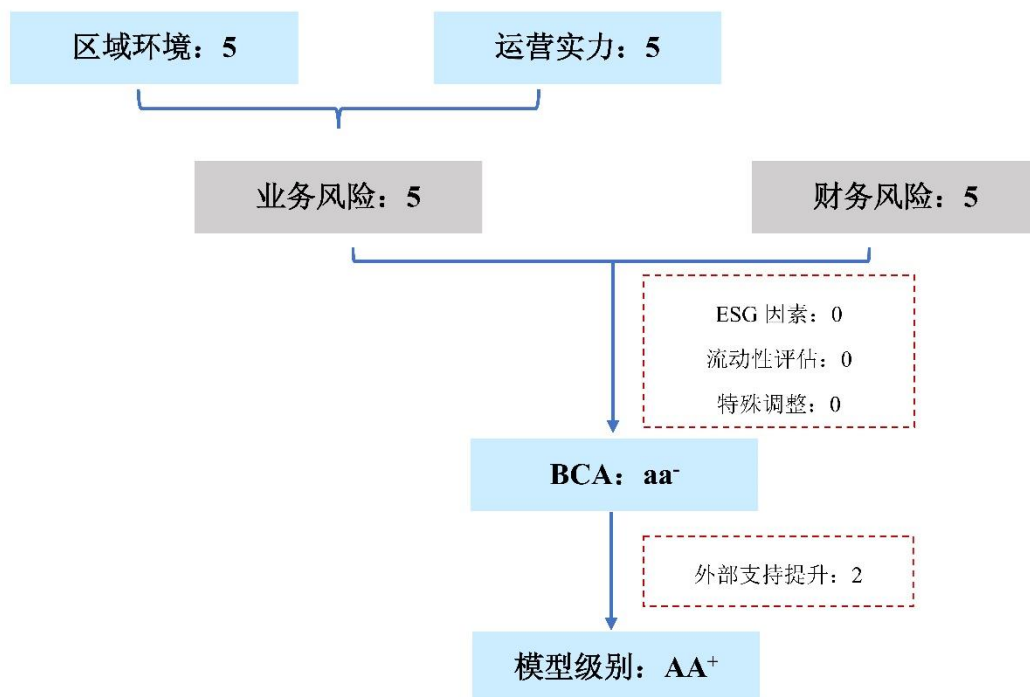 区域环境：5
运营实力：5
业务风险：5
财务风险：5
ESG 因素：0
流动性评估：0
特殊调整：0
BCA：aa⁻
外部支持提升：2
模型级别：AA⁺